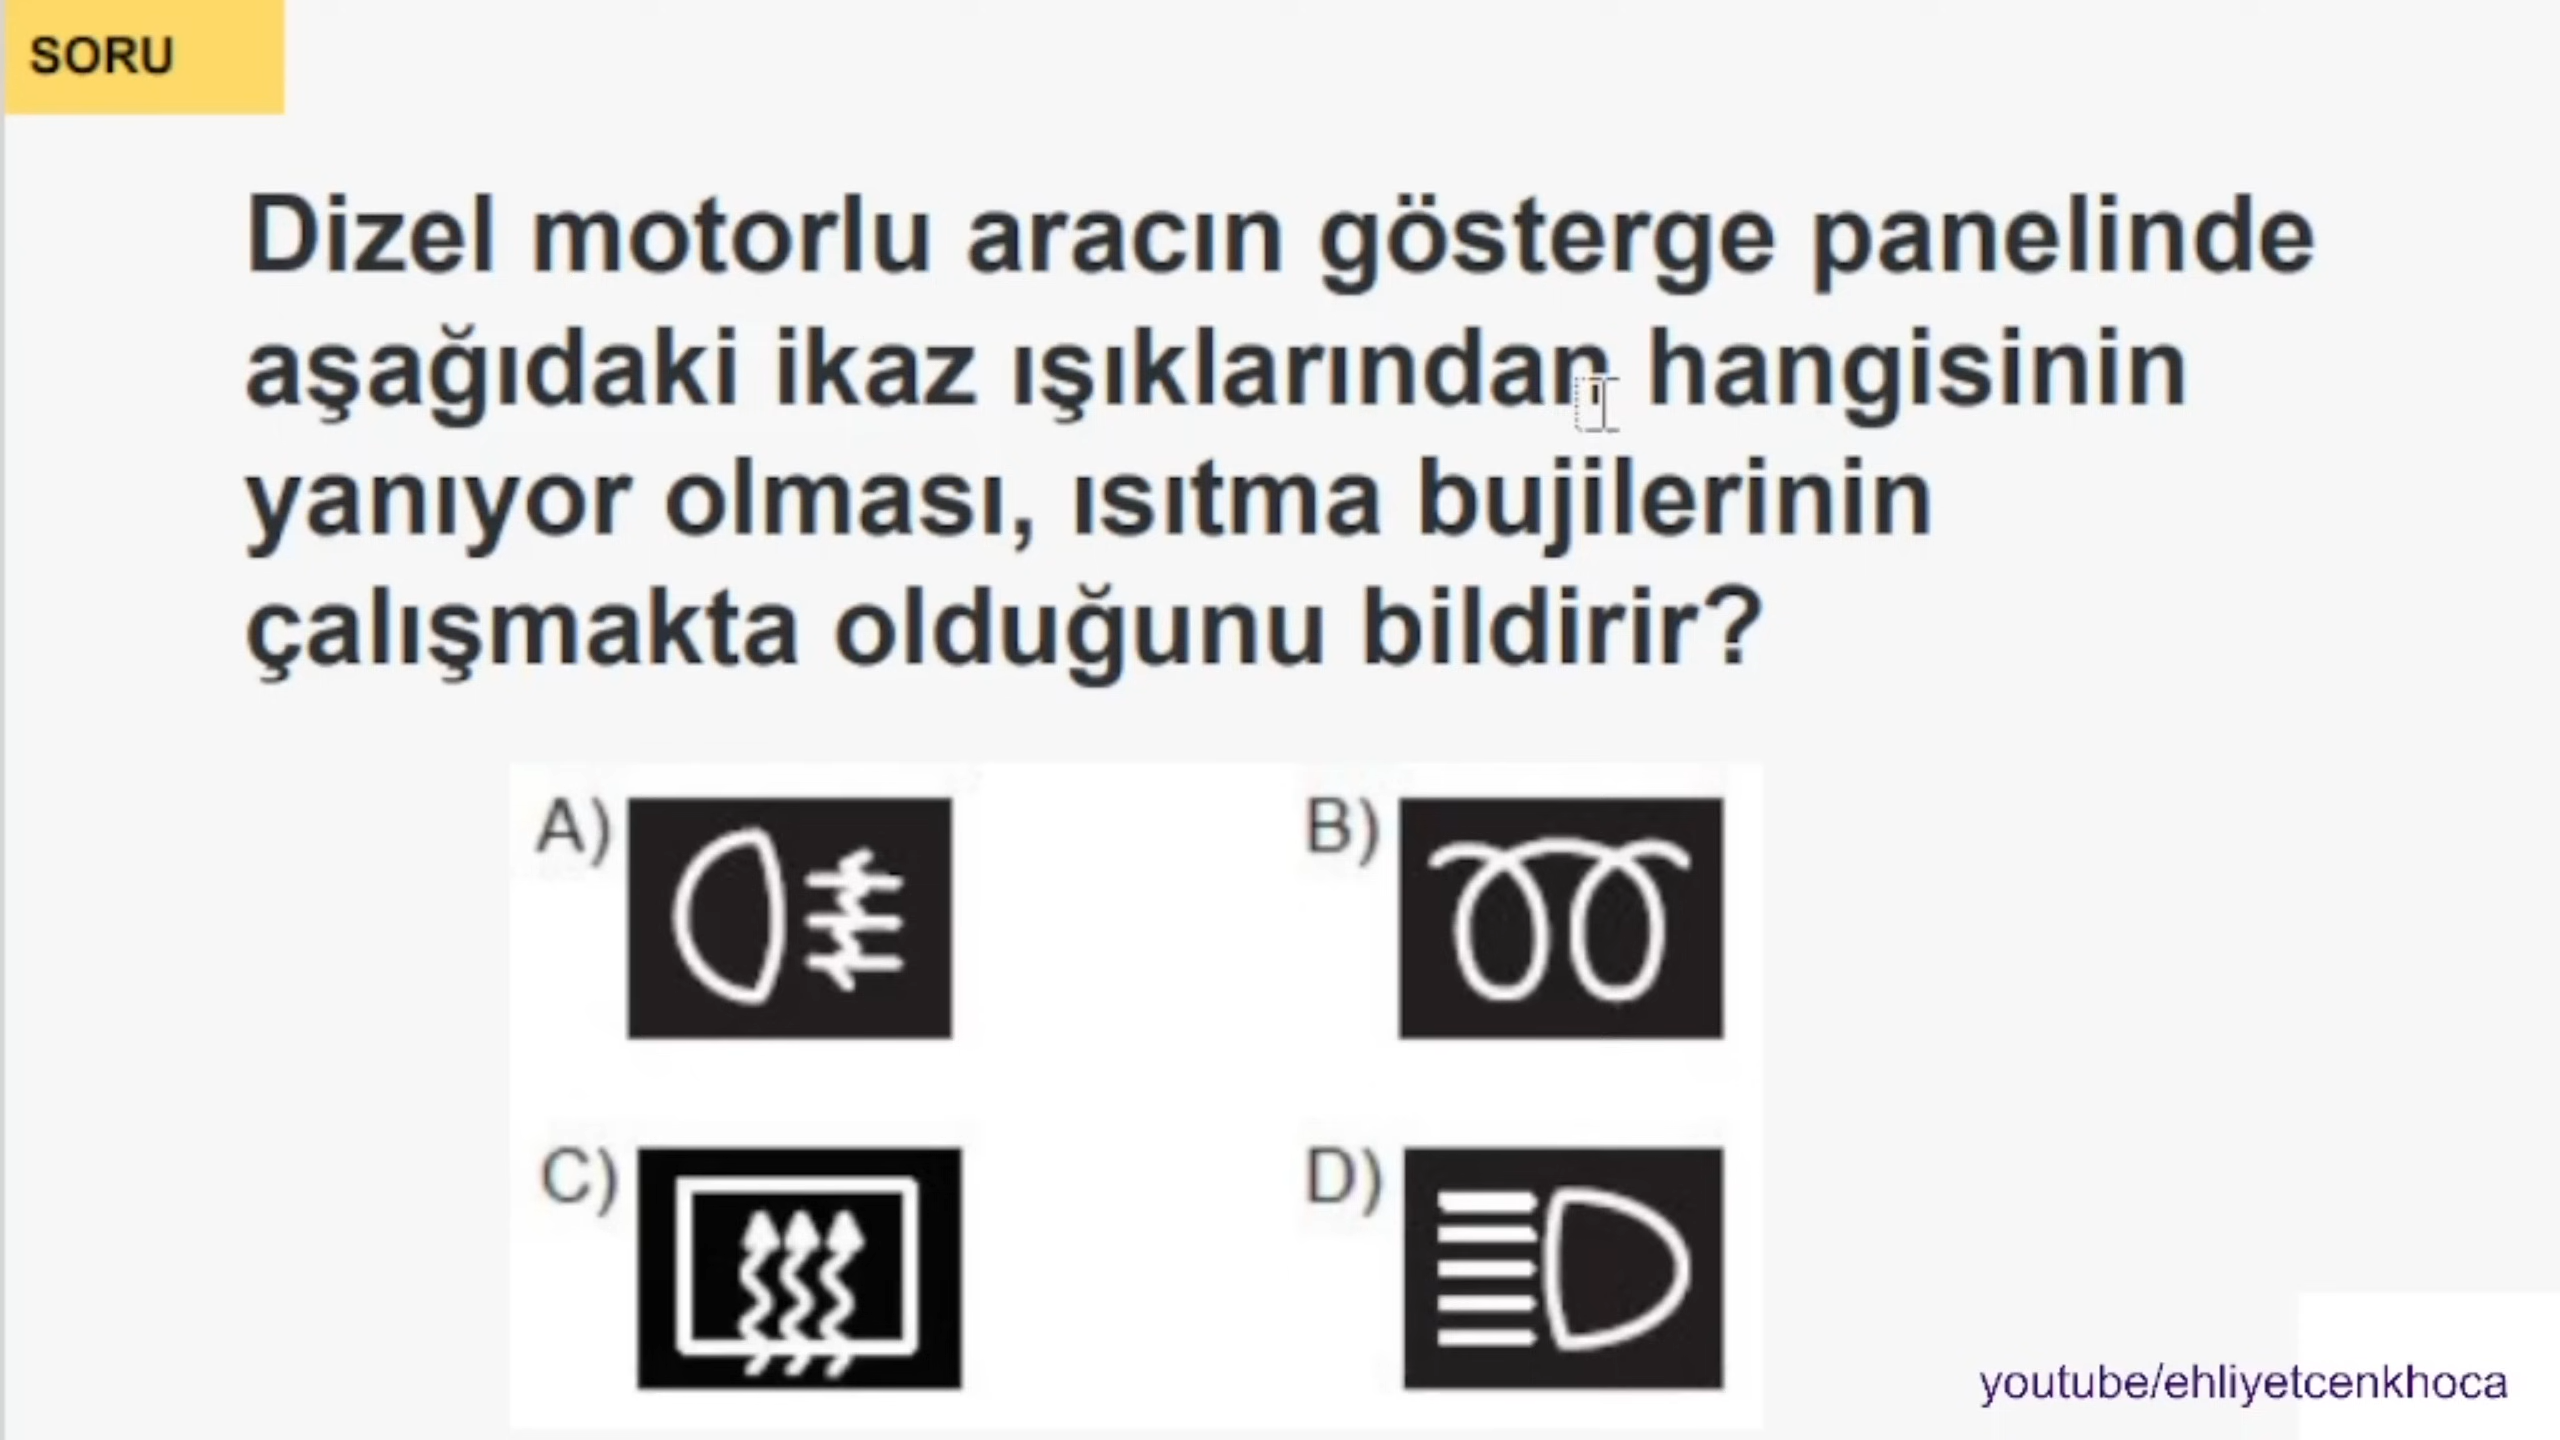 SORU
Dizel motorlu aracın gösterge panelinde
aşağıdaki ikaz ışıklarından hangisinin
yanıyor olması, ısıtma bujilerinin
çalışmakta olduğunu bildirir?
A) B)
C) D)
youtube/ehliyetcenkhoca